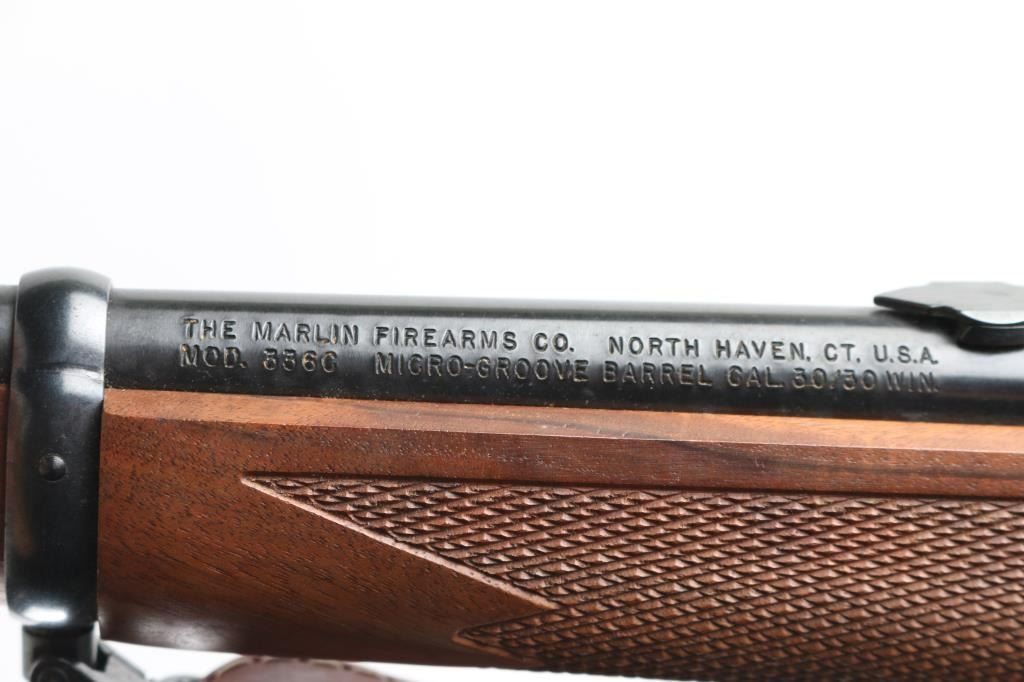 THE MARLIN FIREARMS CO. NORTH HAVEN, CT. U.S.A.
MOD. 336C MICRO-GROOVE BARREL CAL. 30/30 WIN.